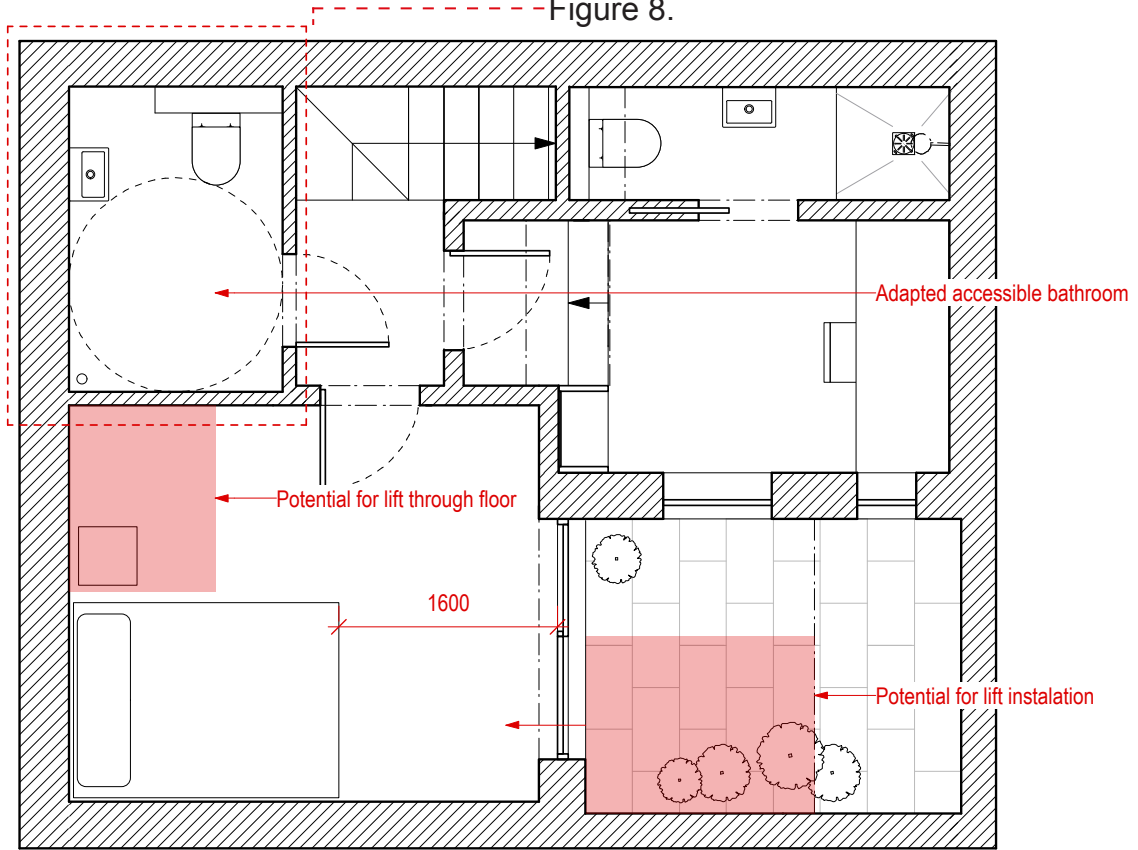 Figure 8.
Adapted accessible bathroom
Potential for lift through floor
1600
Potential for lift instalation